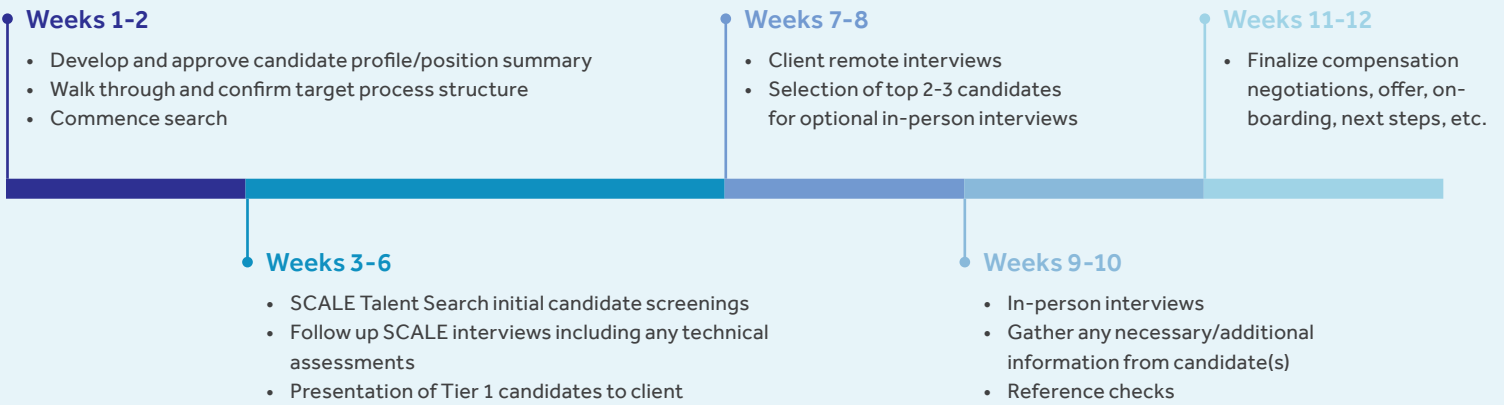 Weeks 1-2
• Develop and approve candidate profile/position summary
• Walk through and confirm target process structure
• Commence search
Weeks 3-6
• SCALE Talent Search initial candidate screenings
• Follow up SCALE interviews including any technical
assessments
• Presentation of Tier 1 candidates to client
Weeks 7-8
• Client remote interviews
• Selection of top 2-3 candidates
for optional in-person interviews
Weeks 9-10
• In-person interviews
• Gather any necessary/additional
information from candidate(s)
• Reference checks
Weeks 11-12
• Finalize compensation
negotiations, offer, on-
boarding, next steps, etc.